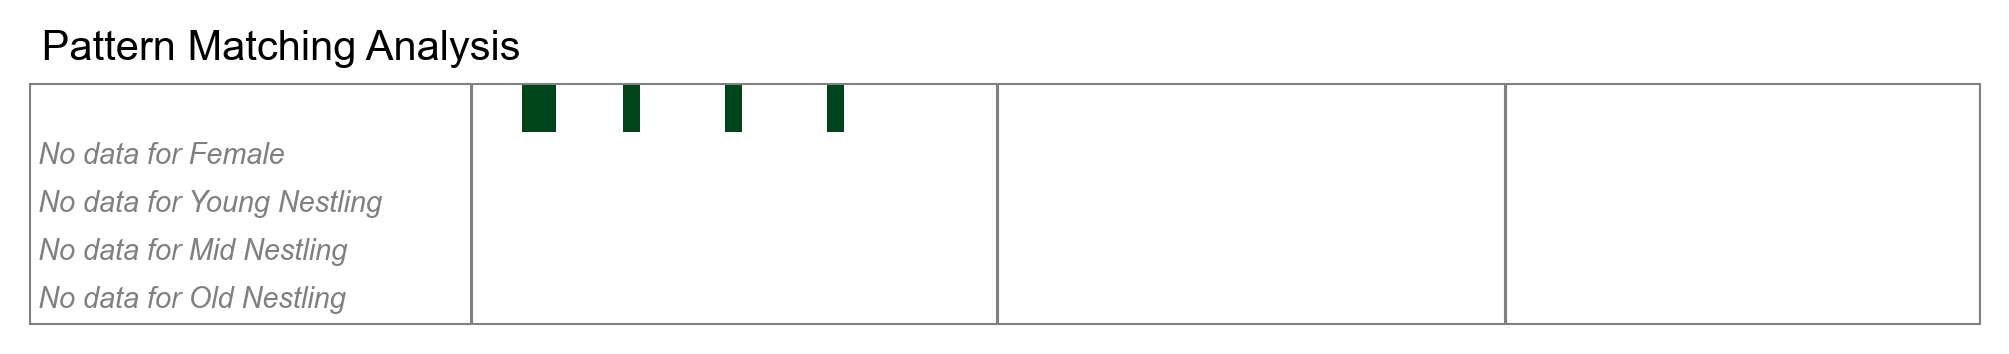 Pattern Matching Analysis
No data for Female
No data for Young Nestling
No data for Mid Nestling
No data for Old Nestling